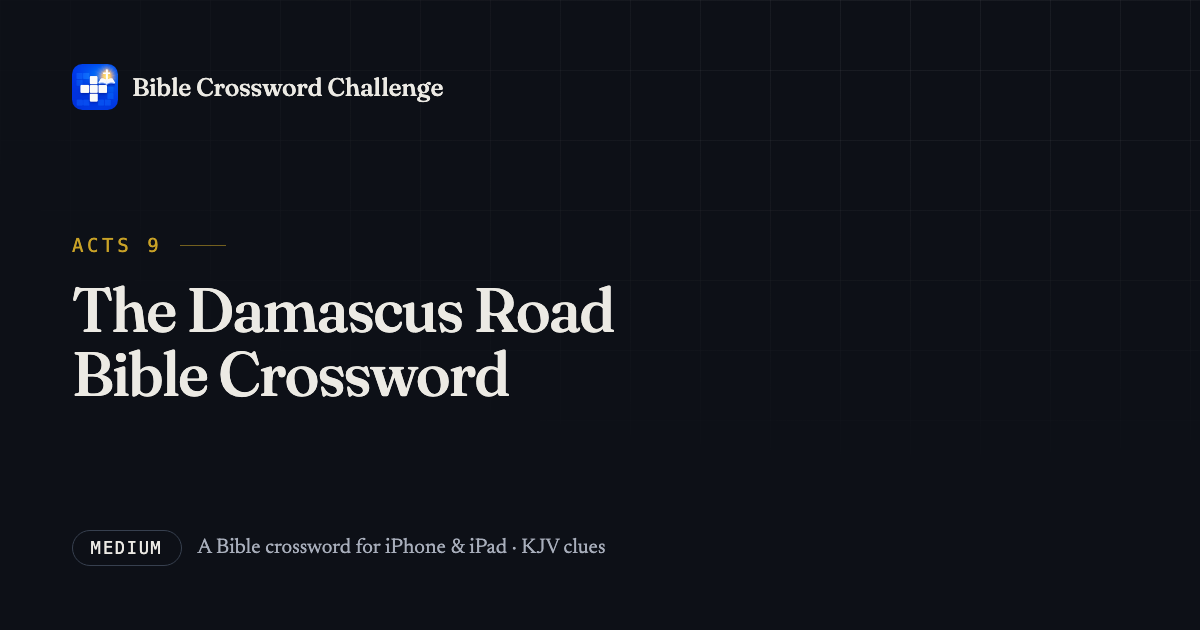 Bible Crossword Challenge
ACTS 9
The Damascus Road
Bible Crossword
MEDIUM
A Bible crossword for iPhone & iPad · KJV clues